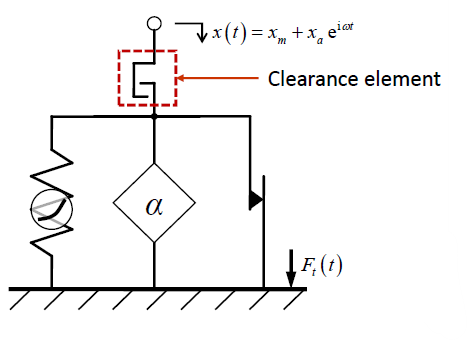 x(t) = x_m + x_a e^{iωt}
Clearance element
α
F_t(t)